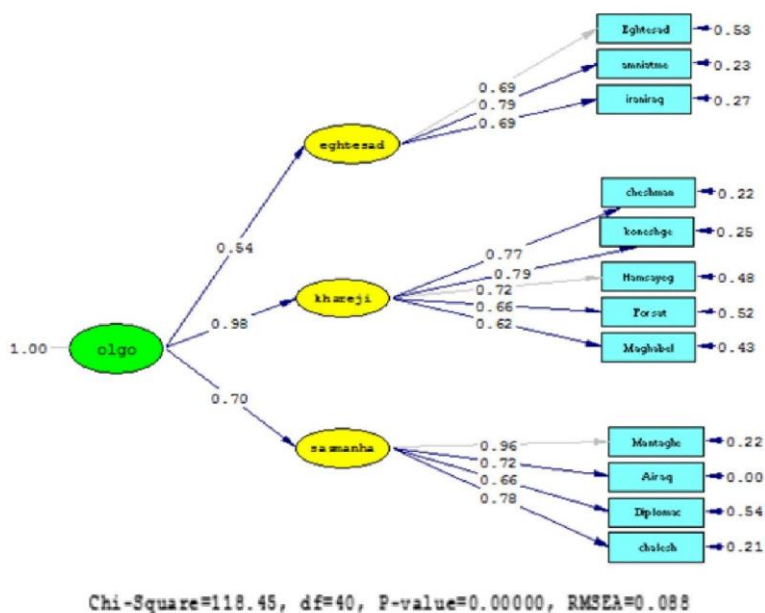 Eghtesad
0.53
amniatme
0.23
iraniraq
0.27
0.69
0.79
0.69
eghtesad
cheshman
0.22
koneshge
0.25
Hamsayeg
0.48
Forsat
0.52
Maghabel
0.43
0.77
0.79
0.72
0.66
0.62
khareji
0.54
0.98
0.70
1.00
olgo
sazmanha
0.96
0.72
0.66
0.78
Mantaghe
0.22
Airaq
0.00
Diplomac
0.54
chalesh
0.21
Chi-Square=118.45, df=40, P-value=0.00000, RMSEA=0.088